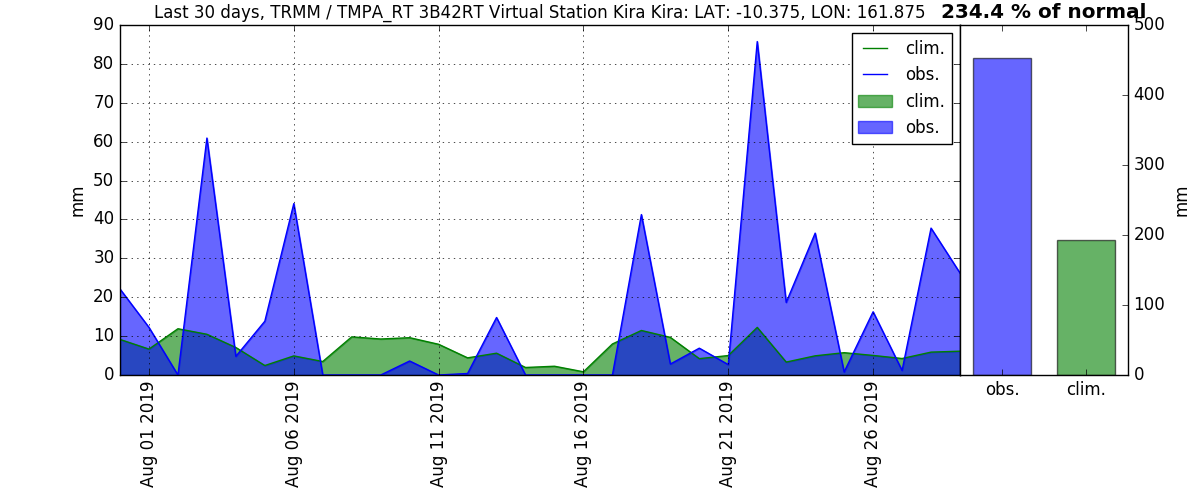 Last 30 days, TRMM / TMPA_RT 3B42RT Virtual Station Kira Kira: LAT: -10.375, LON: 161.875 234.4 % of normal
90
80
70
60
50
40
30
20
10
0
mm
clim.
obs.
clim.
obs.
Aug 01 2019
Aug 06 2019
Aug 11 2019
Aug 16 2019
Aug 21 2019
Aug 26 2019
500
400
300
200
100
0
mm
obs. clim.